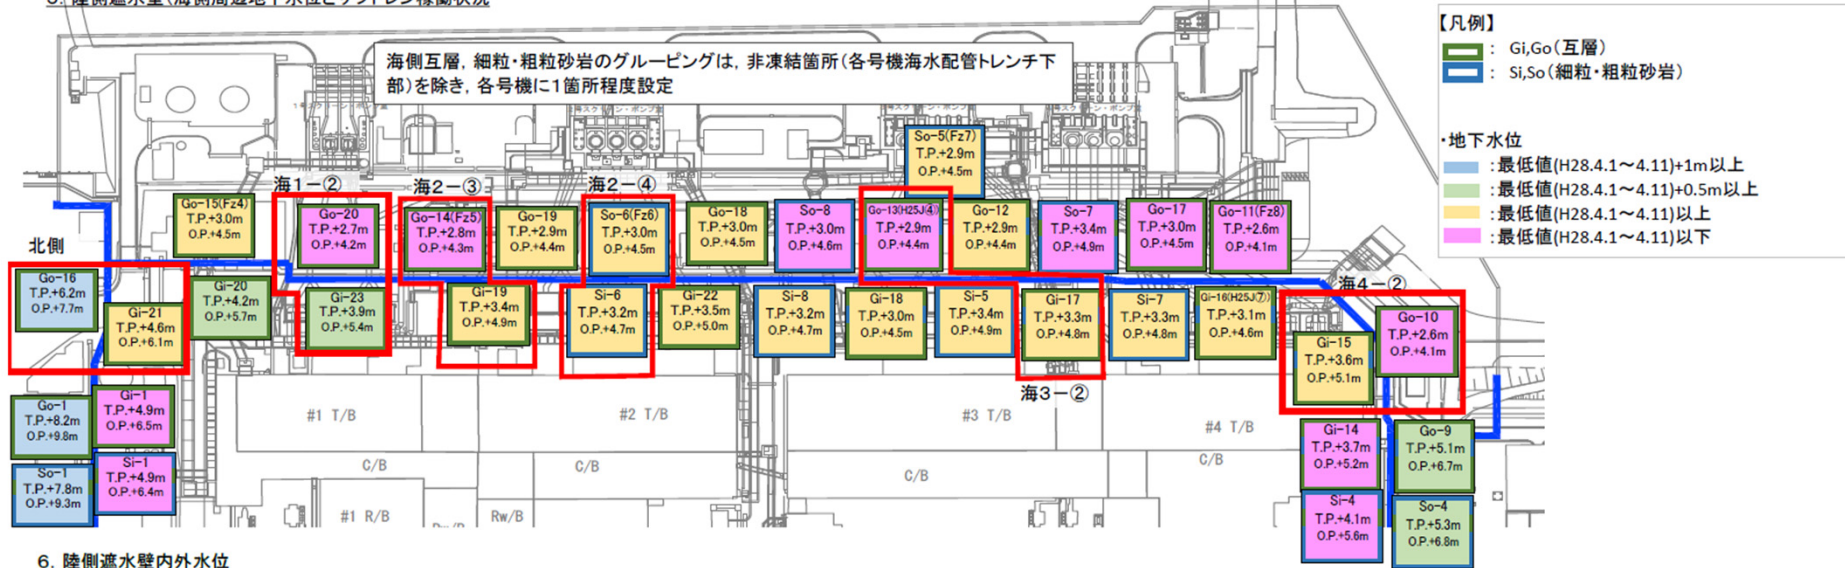 海側互層, 細粒・粗粒砂岩のグルーピングは, 非凍結箇所(各号機海水配管トレンチ下
部)を除き, 各号機に1箇所程度設定
【凡例】
: Gi,Go(互層)
: Si,So(細粒・粗粒砂岩)
・地下水位
:最低値(H28.4.1～4.11)+1m以上
:最低値(H28.4.1～4.11)+0.5m以上
:最低値(H28.4.1～4.11)以上
:最低値(H28.4.1～4.11)以下
So-5(Fz7)
T.P.+2.9m
O.P.+4.5m
海1-②
海2-③
海2-④
Go-15(Fz4)
T.P.+3.0m
O.P.+4.5m
Go-20
T.P.+2.7m
O.P.+4.2m
Go-14(Fz5)
T.P.+2.8m
O.P.+4.3m
Go-19
T.P.+2.9m
O.P.+4.4m
So-6(Fz6)
T.P.+3.0m
O.P.+4.5m
Go-18
T.P.+3.0m
O.P.+4.5m
So-8
T.P.+3.0m
O.P.+4.6m
Go-13(H25J④)
T.P.+2.9m
O.P.+4.4m
Go-12
T.P.+2.9m
O.P.+4.4m
So-7
T.P.+3.4m
O.P.+4.9m
Go-17
T.P.+3.0m
O.P.+4.5m
Go-11(Fz8)
T.P.+2.6m
O.P.+4.1m
北側
Go-16
T.P.+6.2m
O.P.+7.7m
Gi-21
T.P.+4.6m
O.P.+6.1m
Gi-20
T.P.+4.2m
O.P.+5.7m
Gi-23
T.P.+3.9m
O.P.+5.4m
Gi-19
T.P.+3.4m
O.P.+4.9m
Si-6
T.P.+3.2m
O.P.+4.7m
Gi-22
T.P.+3.5m
O.P.+5.0m
Si-8
T.P.+3.2m
O.P.+4.7m
Gi-18
T.P.+3.0m
O.P.+4.5m
Si-5
T.P.+3.4m
O.P.+4.9m
Gi-17
T.P.+3.3m
O.P.+4.8m
Si-7
T.P.+3.3m
O.P.+4.8m
Gi-16(H25J⑦)
T.P.+3.1m
O.P.+4.6m
海4-②
Gi-15
T.P.+3.6m
O.P.+5.1m
Go-10
T.P.+2.6m
O.P.+4.1m
海3-②
Go-1
T.P.+8.2m
O.P.+9.8m
Gi-1
T.P.+4.9m
O.P.+6.5m
#1 T/B
#2 T/B
#3 T/B
#4 T/B
Gi-14
T.P.+3.7m
O.P.+5.2m
Go-9
T.P.+5.1m
O.P.+6.7m
So-1
T.P.+7.8m
O.P.+9.3m
Si-1
T.P.+4.9m
O.P.+6.4m
C/B
C/B
C/B
C/B
Si-4
T.P.+4.1m
O.P.+5.6m
So-4
T.P.+5.3m
O.P.+6.8m
#1 R/B
Rw/B
6. 陸側遮水壁内外水位